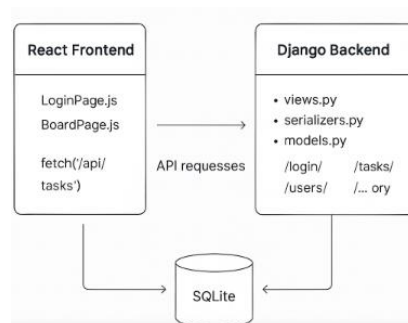 React Frontend
LoginPage.js
BoardPage.js
fetch('/api/
tasks')
API requesses
Django Backend
• views.py
• serializers.py
• models.py
/login/ /tasks/
/users/ /... ory
SQLite